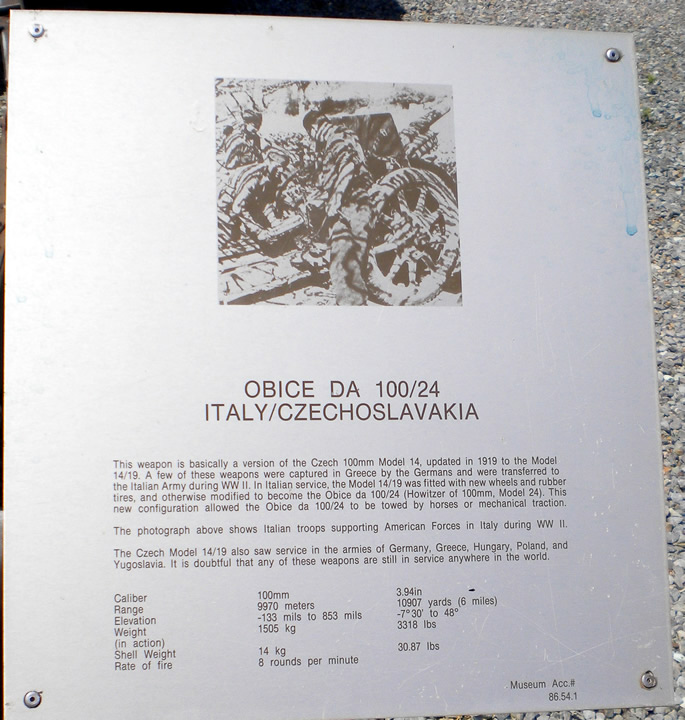 OBICE DA 100/24
ITALY/CZECHOSLAVAKIA
This weapon is basically a version of the Czech 100mm Model 14, updated in 1919 to the Model
14/19. A few of these weapons were captured in Greece by the Germans and were transferred to
the Italian Army during WW II. In Italian service, the Model 14/19 was fitted with new wheels and rubber
tires, and otherwise modified to become the Obice da 100/24 (Howitzer of 100mm, Model 24). This
new configuration allowed the Obice da 100/24 to be towed by horses or mechanical traction.
The photograph above shows Italian troops supporting American Forces in Italy during WW II.
The Czech Model 14/19 also saw service in the armies of Germany, Greece, Hungary, Poland, and
Yugoslavia. It is doubtful that any of these weapons are still in service anywhere in the world.
Caliber 100mm 3.94in
Range 9970 meters 10907 yards (6 miles)
Elevation -133 mils to 853 mils -7°30' to 48°
Weight 1505 kg 3318 lbs
(in action)
Shell Weight 14 kg 30.87 lbs
Rate of fire 8 rounds per minute
Museum Acc.#
86.54.1